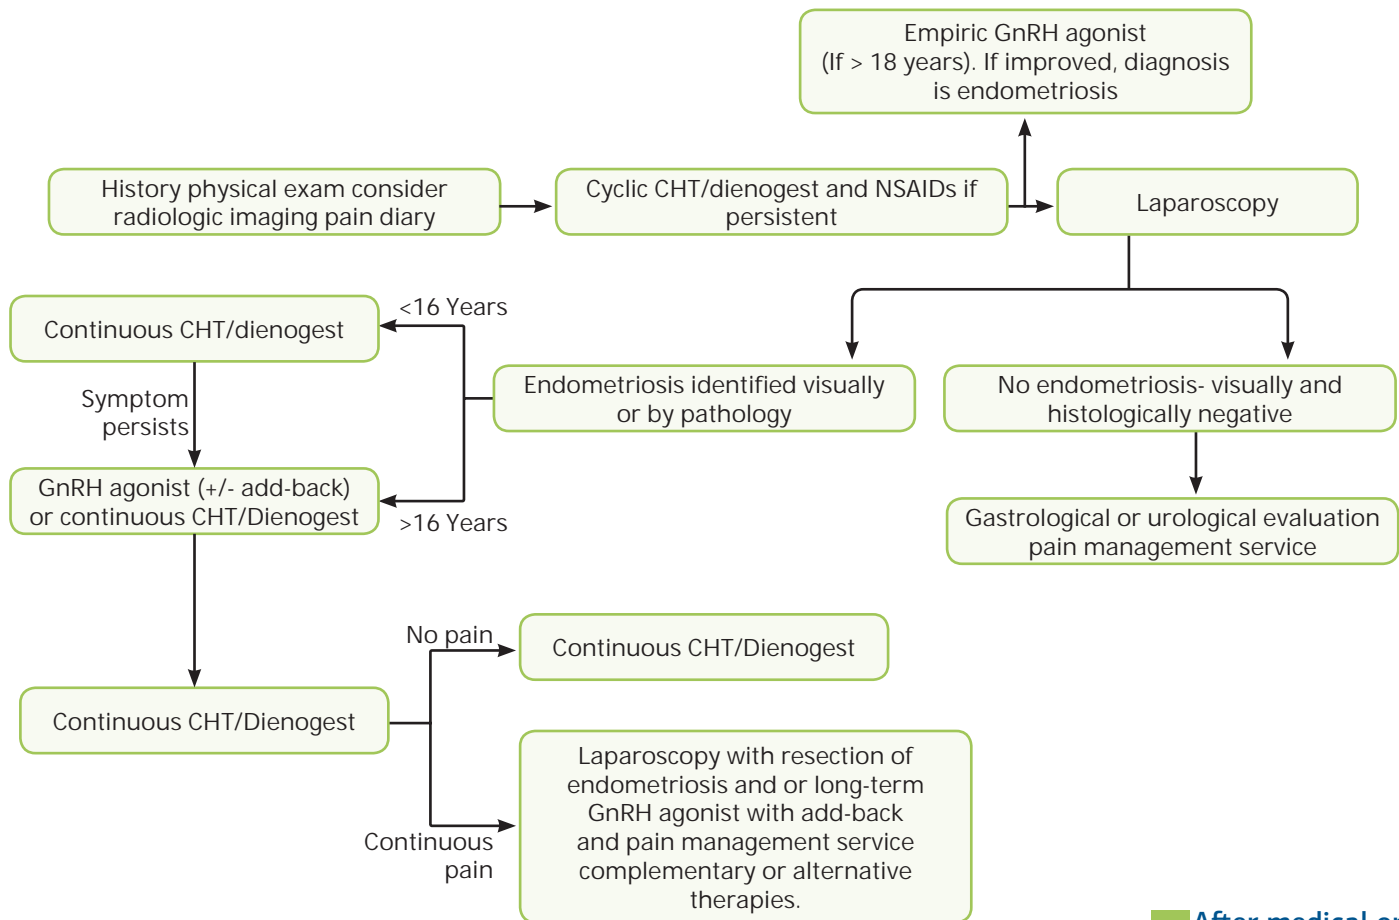 Empiric GnRH agonist
(If > 18 years). If improved, diagnosis
is endometriosis
History physical exam consider
radiologic imaging pain diary
Cyclic CHT/dienogest and NSAIDs if
persistent
Laparoscopy
<16 Years
Continuous CHT/dienogest
Endometriosis identified visually
or by pathology
No endometriosis- visually and
histologically negative
Symptom
persists
GnRH agonist (+/- add-back)
or continuous CHT/Dienogest
>16 Years
Gastrological or urological evaluation
pain management service
No pain
Continuous CHT/Dienogest
Continuous CHT/Dienogest
Laparoscopy with resection of
endometriosis and or long-term
GnRH agonist with add-back
and pain management service
complementary or alternative
therapies.
Continuous
pain
After medical